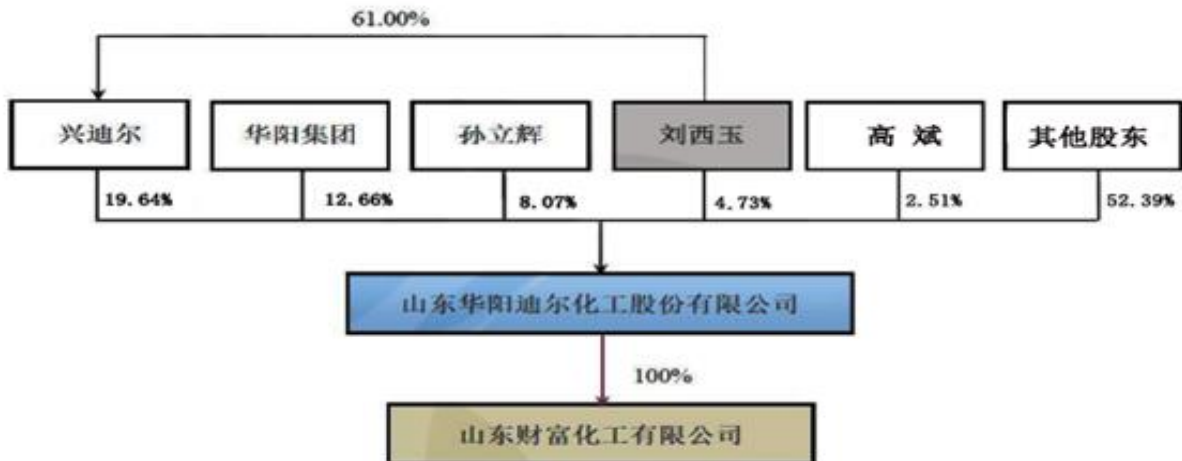 61.00%
兴迪尔
华阳集团
孙立辉
刘西玉
高 斌
其他股东
19.64%
12.66%
8.07%
4.73%
2.51%
52.39%
山东华阳迪尔化工股份有限公司
100%
山东财富化工有限公司